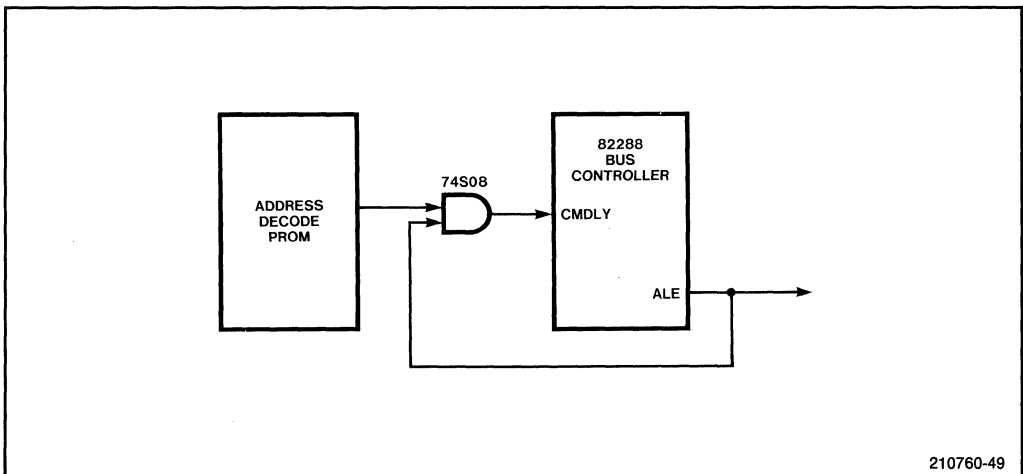 ADDRESS
DECODE
PROM
74S08
82288
BUS
CONTROLLER
CMDLY
ALE
210760-49